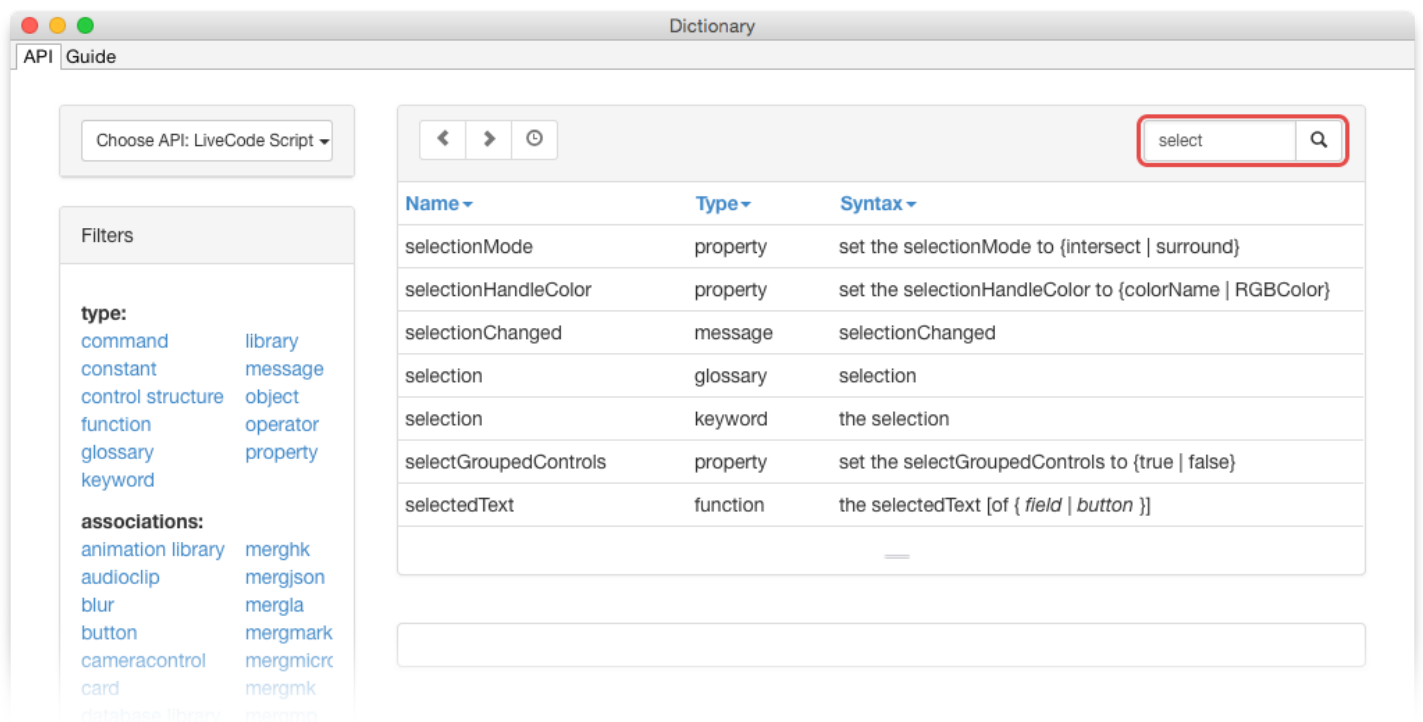 Dictionary
API Guide
Choose API: LiveCode Script
Filters
type:
command library
constant message
control structure object
function operator
glossary property
keyword
associations:
animation library merghk
audioclip mergjson
blur mergla
button mergmark
cameracontrol mergmicro
card mergmk
database library mergmp
select
Name Type Syntax
selectionMode property set the selectionMode to {intersect | surround}
selectionHandleColor property set the selectionHandleColor to {colorName | RGBColor}
selectionChanged message selectionChanged
selection glossary selection
selection keyword the selection
selectGroupedControls property set the selectGroupedControls to {true | false}
selectedText function the selectedText [of { field | button }]